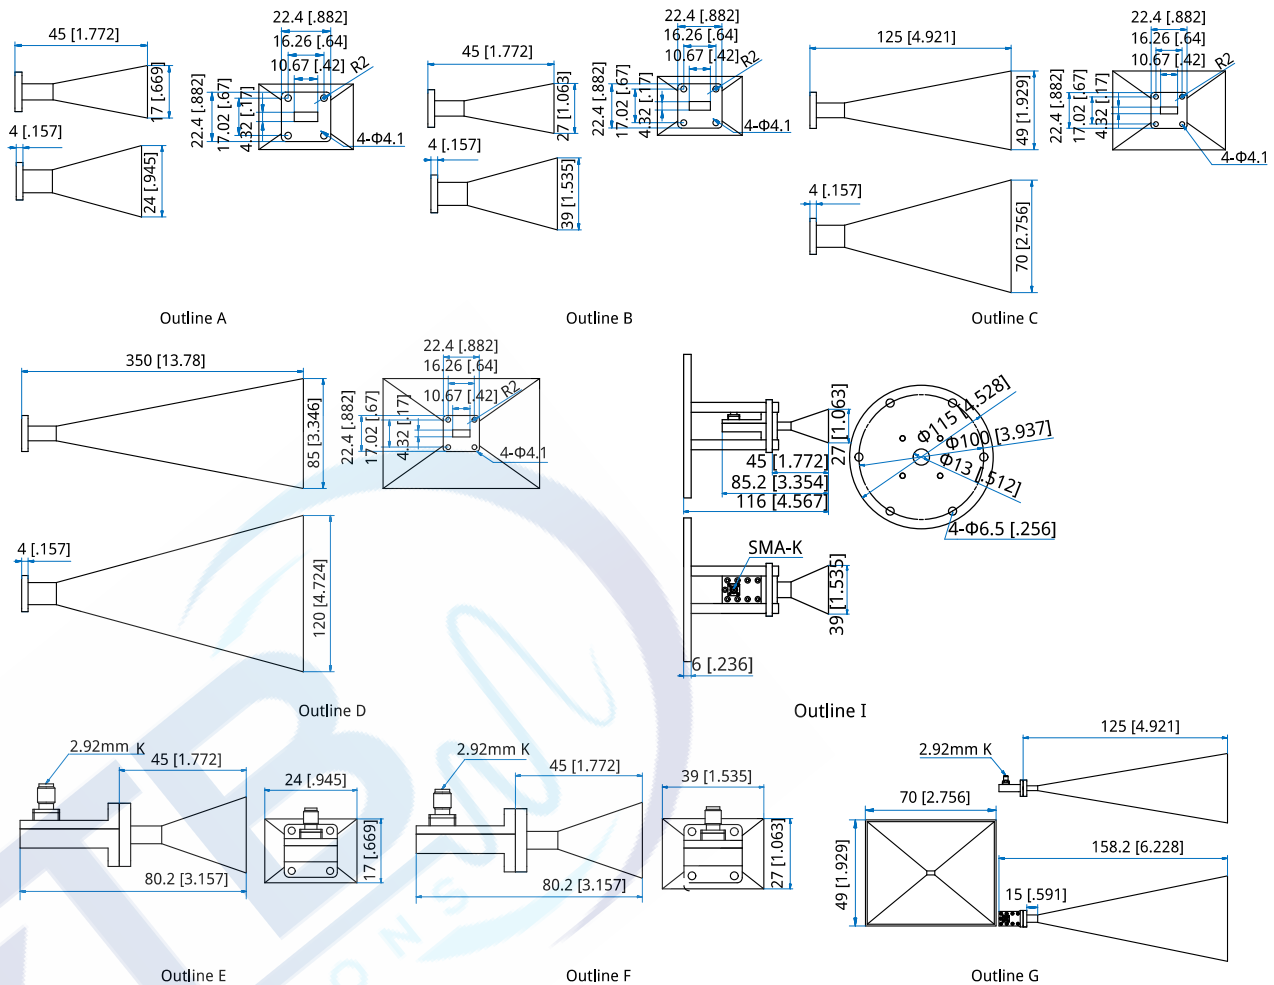 45 [1.772]
17 [.669]
4 [.157]
24 [.945]
22.4 [.882]
16.26 [.64]
10.67 [.42]
R2
22.4 [.882]
17.02 [.67]
4.32 [.17]
4-Φ4.1
Outline A
45 [1.772]
27 [1.063]
4 [.157]
39 [1.535]
22.4 [.882]
16.26 [.64]
10.67 [.42]
R2
22.4 [.882]
17.02 [.67]
4.32 [.17]
4-Φ4.1
Outline B
125 [4.921]
49 [1.929]
4 [.157]
70 [2.756]
22.4 [.882]
16.26 [.64]
10.67 [.42]
R2
22.4 [.882]
17.02 [.67]
4.32 [.17]
4-Φ4.1
Outline C
350 [13.78]
85 [3.346]
4 [.157]
120 [4.724]
22.4 [.882]
16.26 [.64]
10.67 [.42]
R2
22.4 [.882]
17.02 [.67]
4.32 [.17]
4-Φ4.1
Outline D
27 [1.063]
45 [1.772]
85.2 [3.354]
116 [4.567]
Φ115 [4.528]
Φ100 [3.937]
Φ13 [.512]
4-Φ6.5 [.256]
SMA-K
39 [1.535]
6 [.236]
Outline I
2.92mm K
45 [1.772]
80.2 [3.157]
24 [.945]
17 [.669]
Outline E
2.92mm K
45 [1.772]
80.2 [3.157]
39 [1.535]
27 [1.063]
Outline F
125 [4.921]
2.92mm K
70 [2.756]
49 [1.929]
158.2 [6.228]
15 [.591]
Outline G